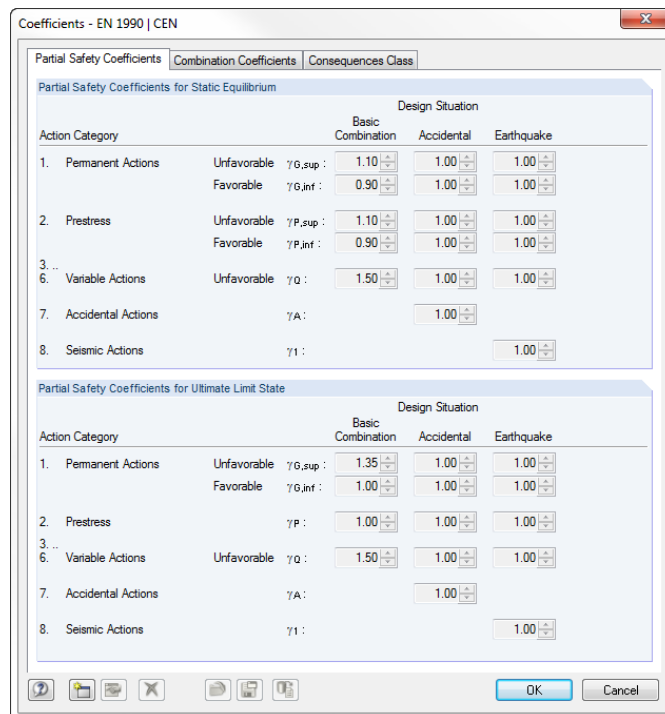 Coefficients - EN 1990 | CEN
Partial Safety Coefficients Combination Coefficients Consequences Class
Partial Safety Coefficients for Static Equilibrium
Design Situation
Basic
Action Category Combination Accidental Earthquake
1. Permanent Actions Unfavorable γG,sup : 1.10 1.00 1.00
Favorable γG,inf : 0.90 1.00 1.00
2. Prestress Unfavorable γP,sup : 1.10 1.00 1.00
Favorable γP,inf : 0.90 1.00 1.00
3. ..
6. Variable Actions Unfavorable γQ : 1.50 1.00 1.00
7. Accidental Actions γA : 1.00
8. Seismic Actions γ1 : 1.00
Partial Safety Coefficients for Ultimate Limit State
Design Situation
Basic
Action Category Combination Accidental Earthquake
1. Permanent Actions Unfavorable γG,sup : 1.35 1.00 1.00
Favorable γG,inf : 1.00 1.00 1.00
2. Prestress γP : 1.00 1.00 1.00
3. ..
6. Variable Actions Unfavorable γQ : 1.50 1.00 1.00
7. Accidental Actions γA : 1.00
8. Seismic Actions γ1 : 1.00
OK Cancel